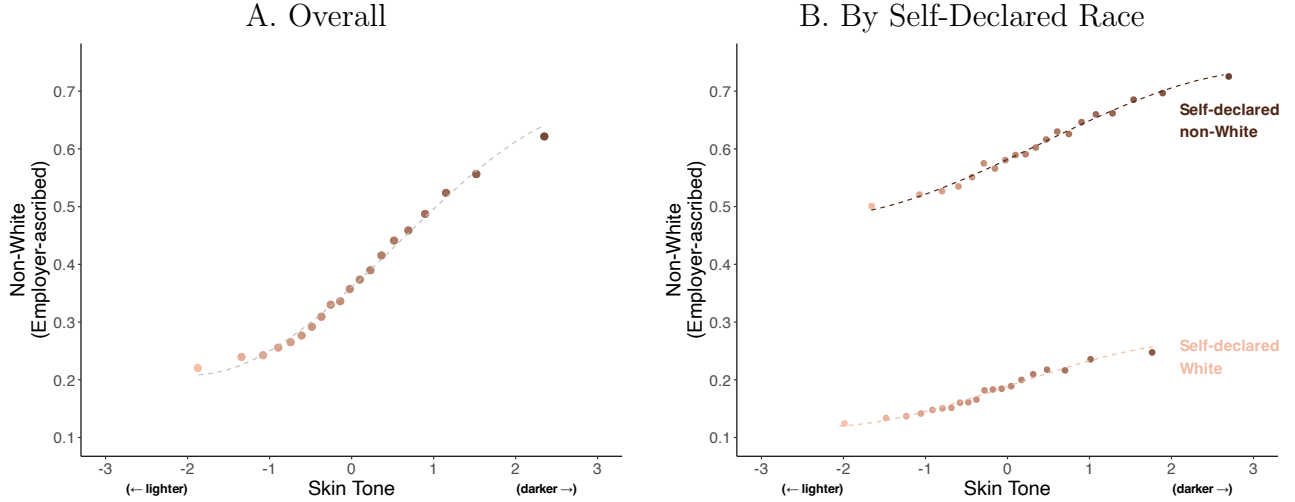 A. Overall
Non-White
(Employer-ascribed)
0.7
0.6
0.5
0.4
0.3
0.2
0.1
-3
-2
-1
0
1
2
3
(← lighter)
Skin Tone
(darker →)
B. By Self-Declared Race
Non-White
(Employer-ascribed)
0.7
0.6
0.5
0.4
0.3
0.2
0.1
Self-declared
non-White
Self-declared
White
-3
-2
-1
0
1
2
3
(← lighter)
Skin Tone
(darker →)